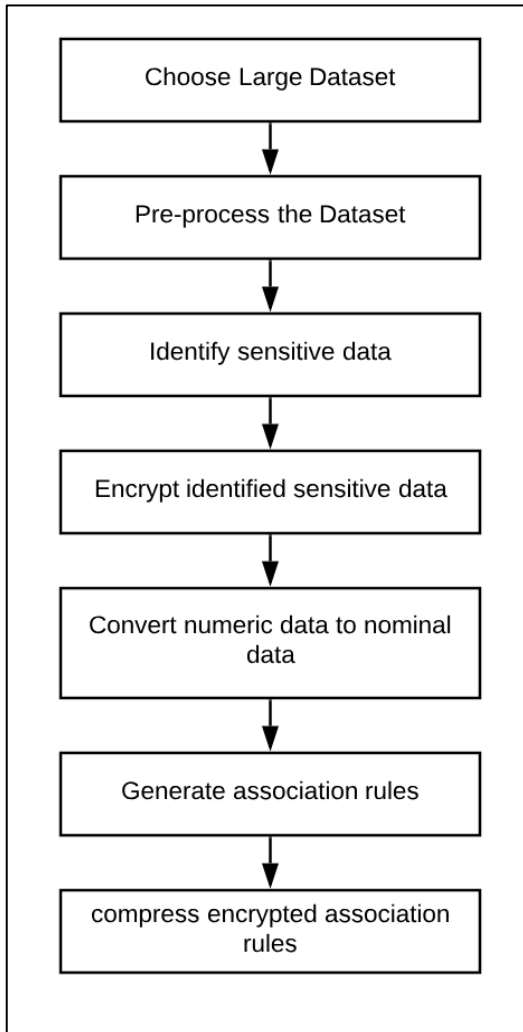 Choose Large Dataset
Pre-process the Dataset
Identify sensitive data
Encrypt identified sensitive data
Convert numeric data to nominal
data
Generate association rules
compress encrypted association
rules